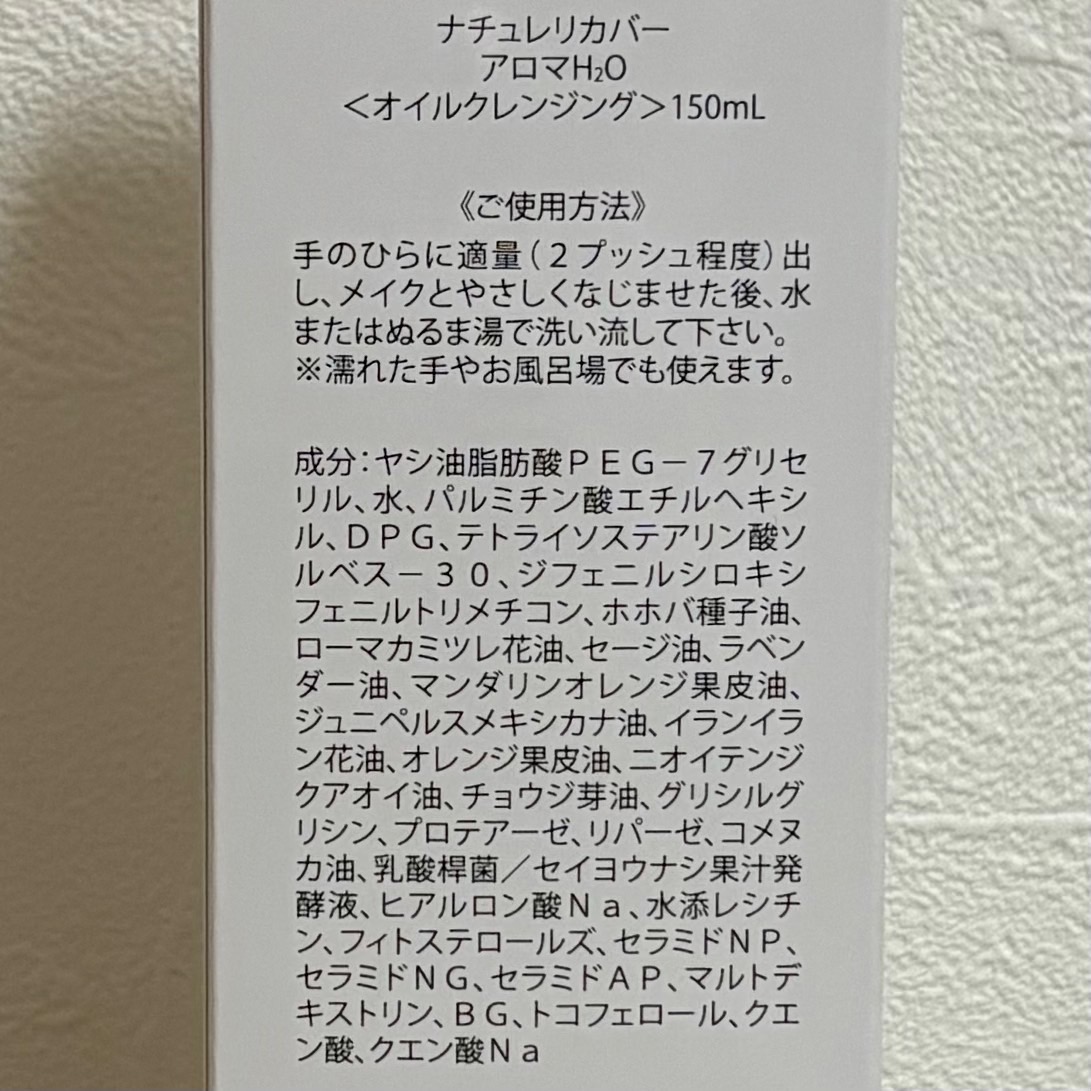 ナチュレリカバー
アロマH₂O
＜オイルクレンジング＞150mL
《ご使用方法》
手のひらに適量（２プッシュ程度）出
し、メイクとやさしくなじませた後、水
またはぬるま湯で洗い流して下さい。
※濡れた手やお風呂場でも使えます。
成分：ヤシ油脂肪酸ＰＥＧ－７グリセ
リル、水、パルミチン酸エチルヘキシ
ル、ＤＰＧ、テトライソステアリン酸ソ
ルベス－３０、ジフェニルシロキシ
フェニルトリメチコン、ホホバ種子油、
ローマカミツレ花油、セージ油、ラベン
ダー油、マンダリンオレンジ果皮油、
ジュニペルスメキシカナ油、イランイラ
ン花油、オレンジ果皮油、ニオイテンジ
クアオイ油、チョウジ芽油、グリシルグ
リシン、プロテアーゼ、リパーゼ、コメヌ
カ油、乳酸桿菌／セイヨウナシ果汁発
酵液、ヒアルロン酸Ｎａ、水添レシチ
ン、フィトステロールズ、セラミドＮＰ、
セラミドＮＧ、セラミドＡＰ、マルトデ
キストリン、ＢＧ、トコフェロール、クエ
ン酸、クエン酸Ｎａ